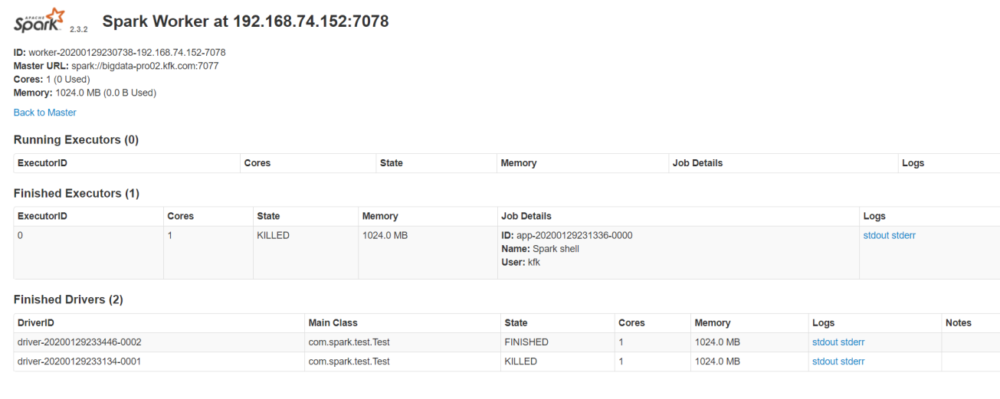 APACHE
Spark 2.3.2 Spark Worker at 192.168.74.152:7078
ID: worker-20200129230738-192.168.74.152-7078
Master URL: spark://bigdata-pro02.kfk.com:7077
Cores: 1 (0 Used)
Memory: 1024.0 MB (0.0 B Used)
Back to Master
Running Executors (0)
ExecutorID Cores State Memory Job Details Logs
Finished Executors (1)
ExecutorID Cores State Memory Job Details Logs
0 1 KILLED 1024.0 MB ID: app-20200129231336-0000 stdout stderr
Name: Spark shell
User: kfk
Finished Drivers (2)
DriverID Main Class State Cores Memory Logs Notes
driver-20200129233446-0002 com.spark.test.Test FINISHED 1 1024.0 MB stdout stderr
driver-20200129233134-0001 com.spark.test.Test KILLED 1 1024.0 MB stdout stderr